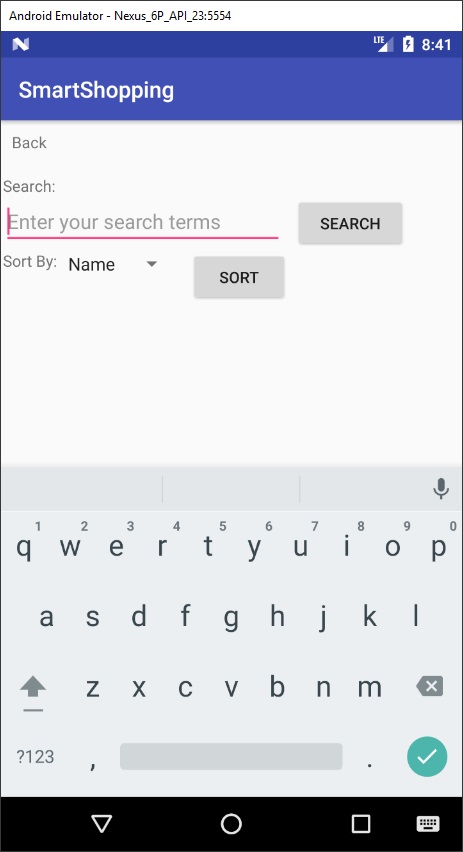 Android Emulator - Nexus_6P_API_23:5554
LTE 8:41
SmartShopping
Back
Search:
Enter your search terms SEARCH
Sort By: Name SORT
1 2 3 4 5 6 7 8 9 0
q w e r t y u i o p
a s d f g h j k l
z x c v b n m
?123 , .